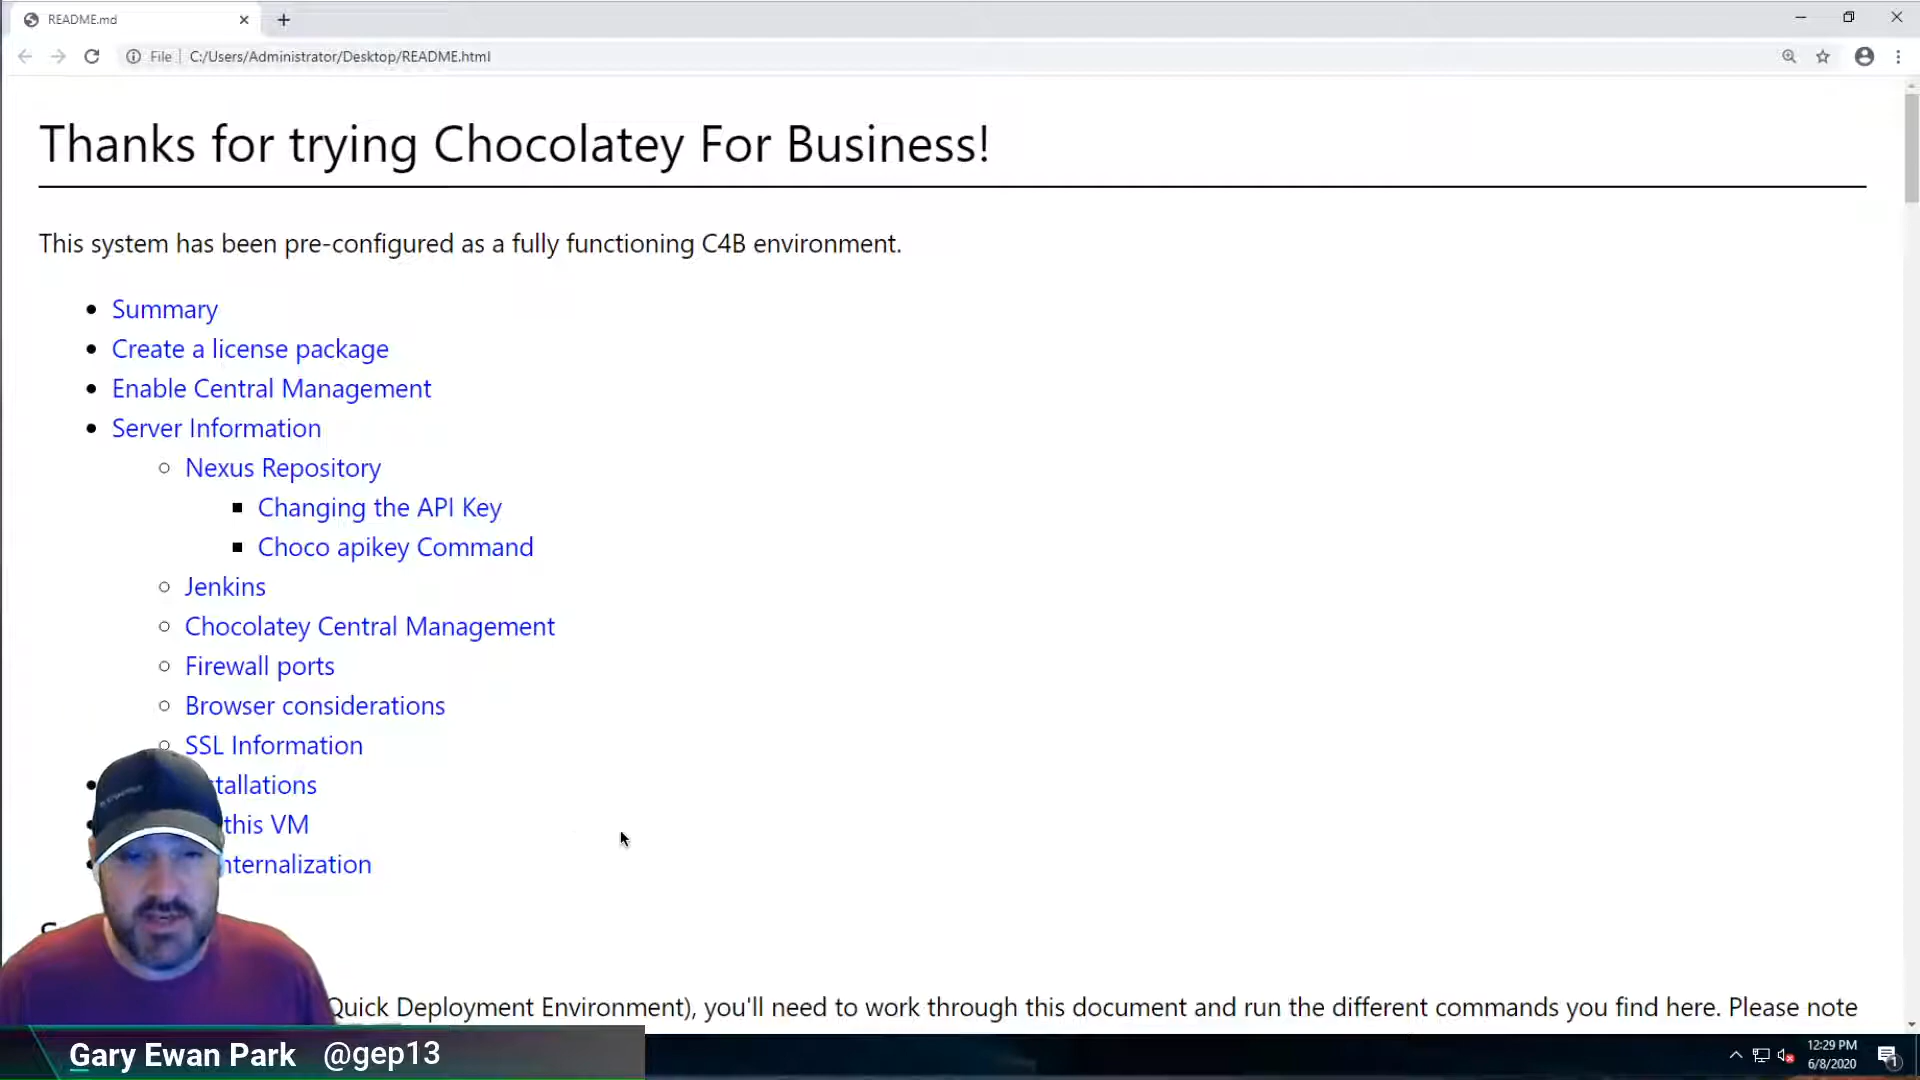 README.md
File
C:/Users/Administrator/Desktop/README.html
Thanks for trying Chocolatey For Business!
This system has been pre-configured as a fully functioning C4B environment.
Summary
Create a license package
Enable Central Management
Server Information
Nexus Repository
Changing the API Key
Choco apikey Command
Jenkins
Chocolatey Central Management
Firewall ports
Browser considerations
SSL Information
tallations
this VM
nternalization
Quick Deployment Environment), you'll need to work through this document and run the different commands you find here. Please note
Gary Ewan Park @gep13
12:29 PM
6/8/2020
1